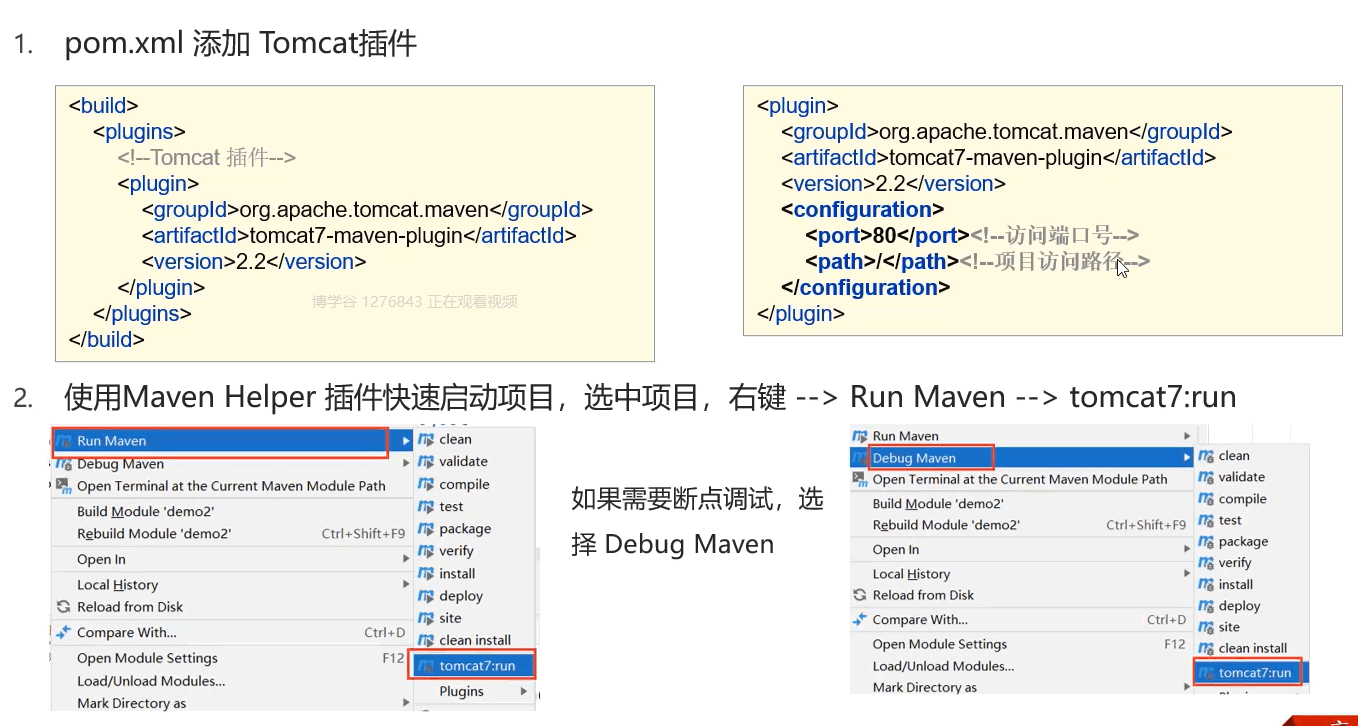 1. pom.xml 添加 Tomcat插件
<build>
<plugins>
<!--Tomcat 插件-->
<plugin>
<groupId>org.apache.tomcat.maven</groupId>
<artifactId>tomcat7-maven-plugin</artifactId>
<version>2.2</version>
</plugin>
</plugins>
</build>
博学谷 1276843 正在观看视频
<plugin>
<groupId>org.apache.tomcat.maven</groupId>
<artifactId>tomcat7-maven-plugin</artifactId>
<version>2.2</version>
<configuration>
<port>80</port><!--访问端口号-->
<path>/</path><!--项目访问路径-->
</configuration>
</plugin>
2. 使用Maven Helper 插件快速启动项目，选中项目，右键 --> Run Maven --> tomcat7:run
Run Maven
Debug Maven
Open Terminal at the Current Maven Module Path
Build Module 'demo2'
Rebuild Module 'demo2' Ctrl+Shift+F9
Open In
Local History
Reload from Disk
Compare With... Ctrl+D
Open Module Settings F12
Load/Unload Modules...
Mark Directory as
clean
validate
compile
test
package
verify
install
deploy
site
clean install
tomcat7:run
Plugins
如果需要断点调试，选
择 Debug Maven
Run Maven
Debug Maven
Open Terminal at the Current Maven Module Path
Build Module 'demo2'
Rebuild Module 'demo2' Ctrl+Shift+F9
Open In
Local History
Reload from Disk
Compare With... Ctrl+D
Open Module Settings F12
Load/Unload Modules...
Mark Directory as
clean
validate
compile
test
package
verify
install
deploy
site
clean install
tomcat7:run